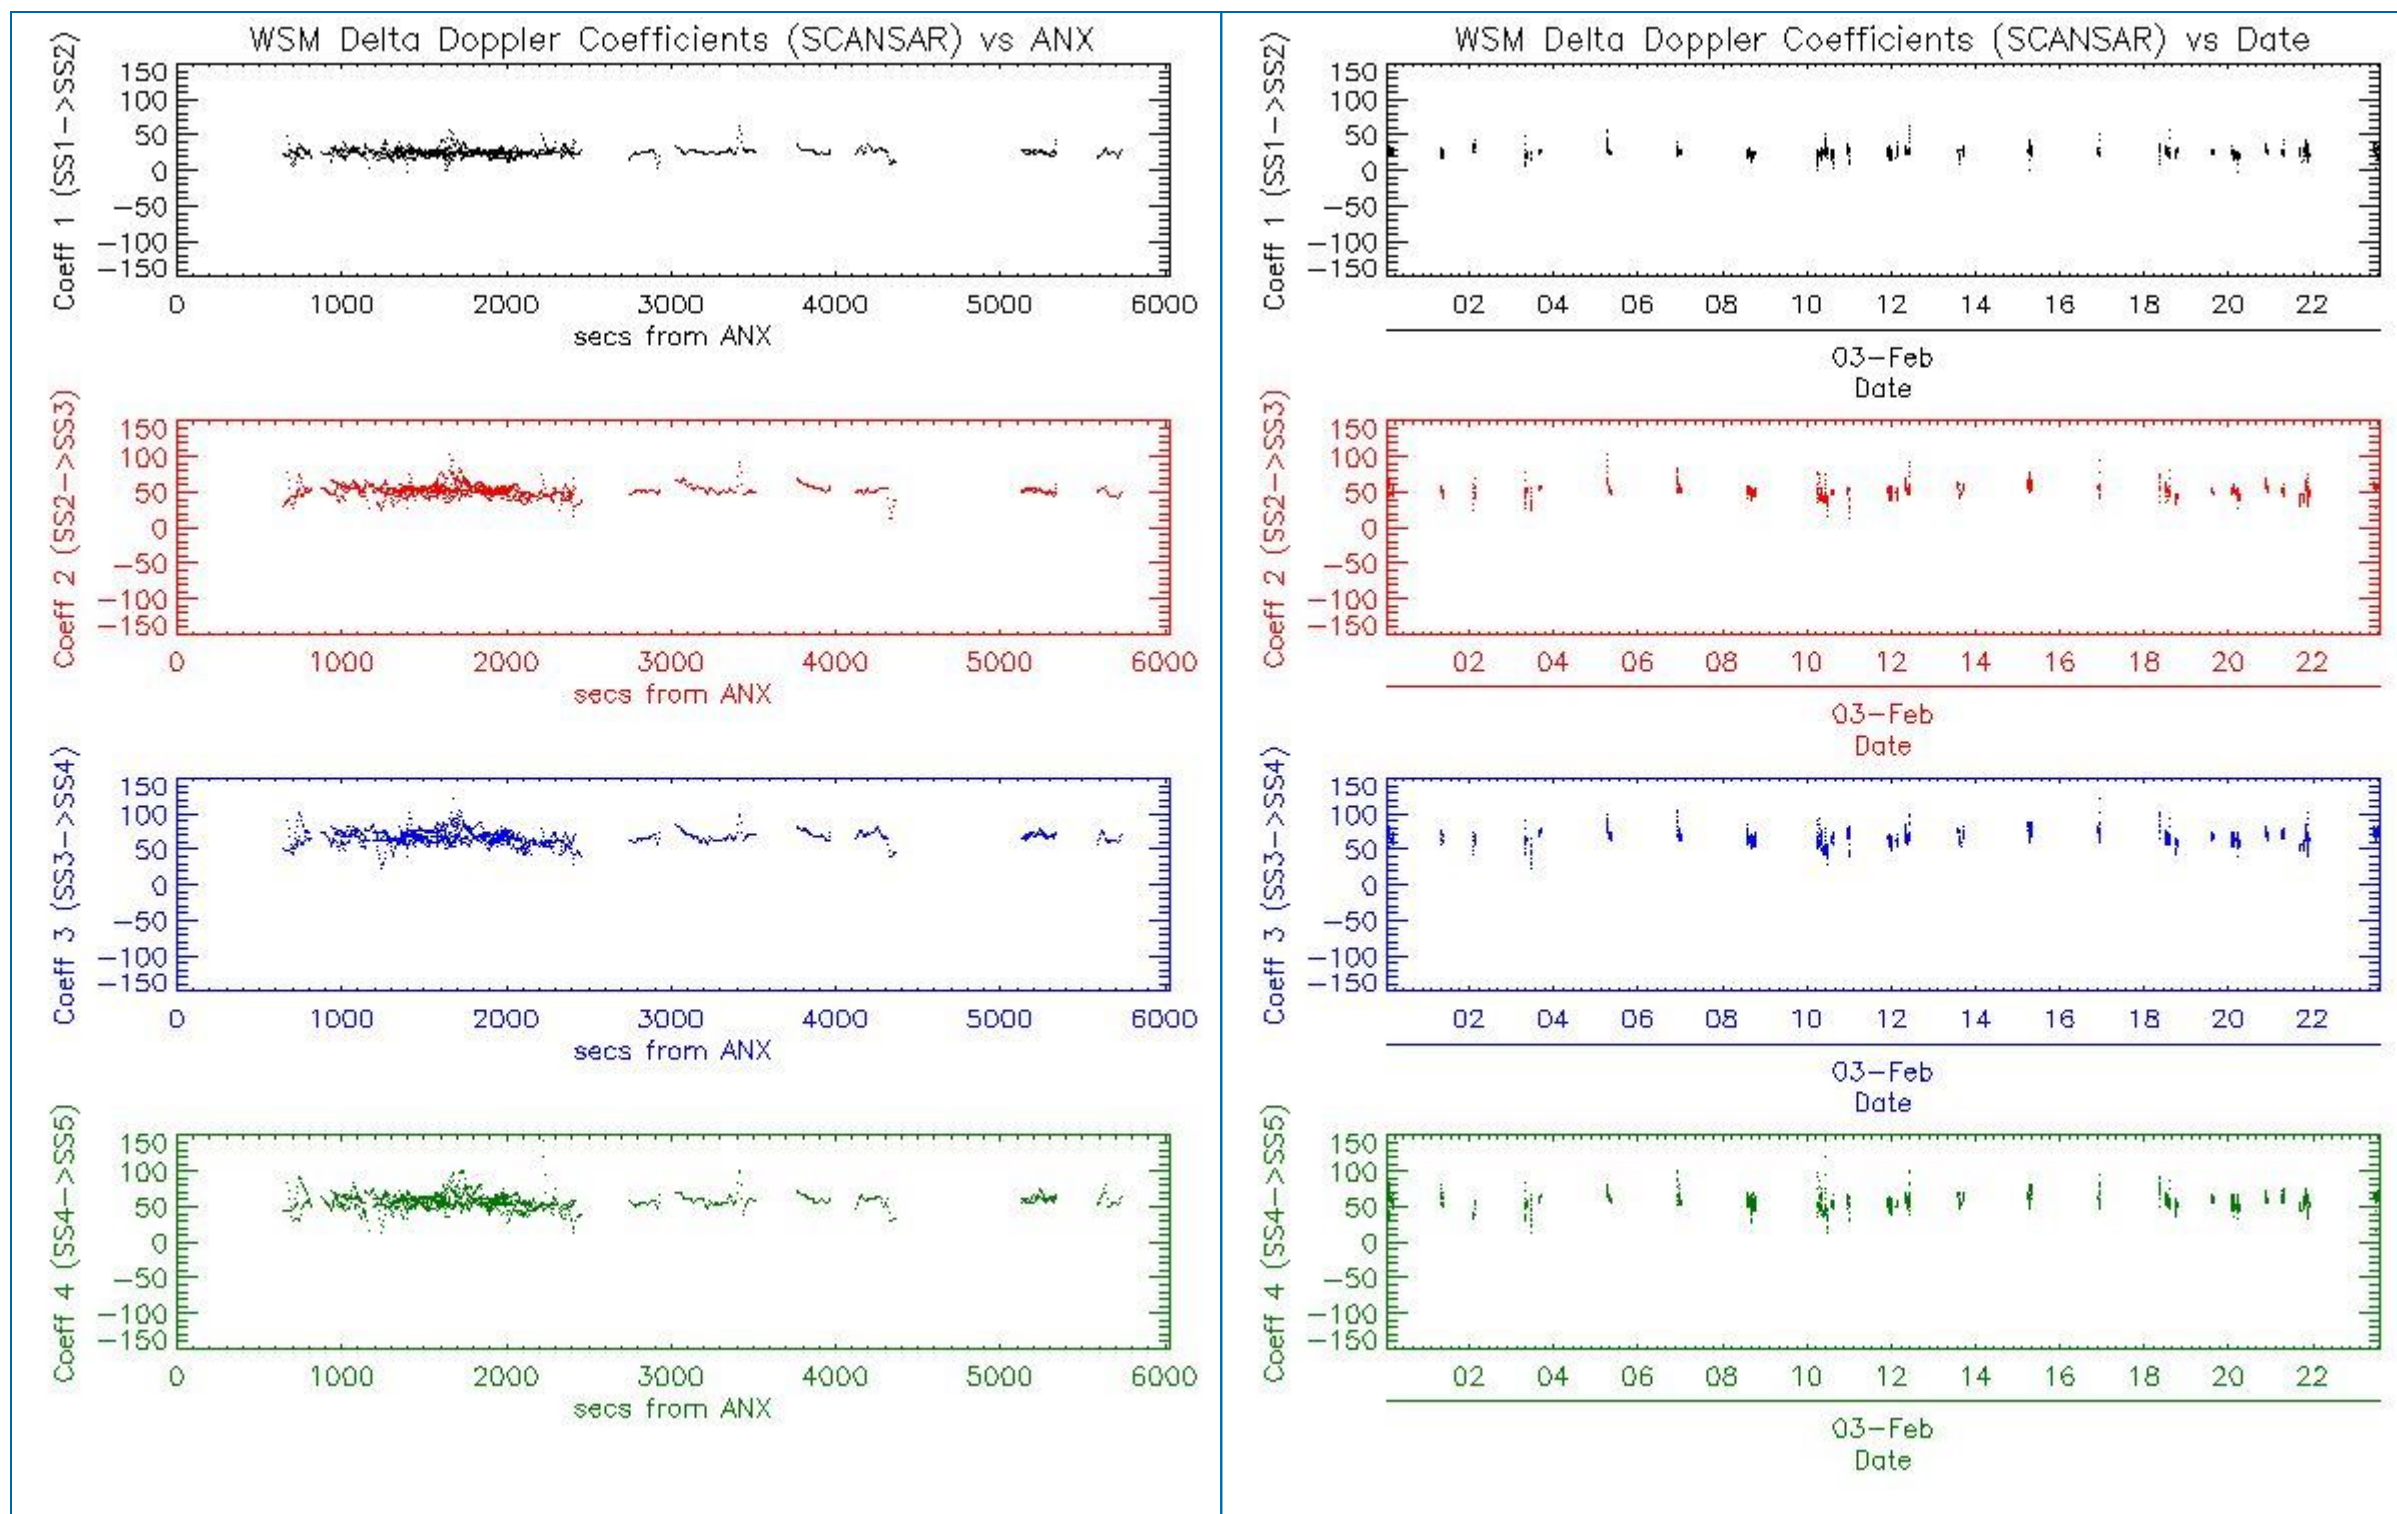 WSM Delta Doppler Coefficients (SCANSAR) vs ANX
Coeff 1 (SS1->SS2)
150
100
50
0
-50
-100
-150
0 1000 2000 3000 4000 5000 6000
secs from ANX
Coeff 2 (SS2->SS3)
150
100
50
0
-50
-100
-150
0 1000 2000 3000 4000 5000 6000
secs from ANX
Coeff 3 (SS3->SS4)
150
100
50
0
-50
-100
-150
0 1000 2000 3000 4000 5000 6000
secs from ANX
Coeff 4 (SS4->SS5)
150
100
50
0
-50
-100
-150
0 1000 2000 3000 4000 5000 6000
secs from ANX
WSM Delta Doppler Coefficients (SCANSAR) vs Date
Coeff 1 (SS1->SS2)
150
100
50
0
-50
-100
-150
02 04 06 08 10 12 14 16 18 20 22
03-Feb
Date
Coeff 2 (SS2->SS3)
150
100
50
0
-50
-100
-150
02 04 06 08 10 12 14 16 18 20 22
03-Feb
Date
Coeff 3 (SS3->SS4)
150
100
50
0
-50
-100
-150
02 04 06 08 10 12 14 16 18 20 22
03-Feb
Date
Coeff 4 (SS4->SS5)
150
100
50
0
-50
-100
-150
02 04 06 08 10 12 14 16 18 20 22
03-Feb
Date